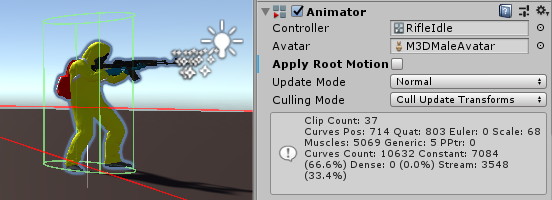 Animator
Controller RifleIdle
Avatar M3DMaleAvatar
Apply Root Motion
Update Mode Normal
Culling Mode Cull Update Transforms
Clip Count: 37
Curves Pos: 714 Quat: 803 Euler: 0 Scale: 68
Muscles: 5069 Generic: 5 PPtr: 0
Curves Count: 10632 Constant: 7084
(66.6%) Dense: 0 (0.0%) Stream: 3548
(33.4%)